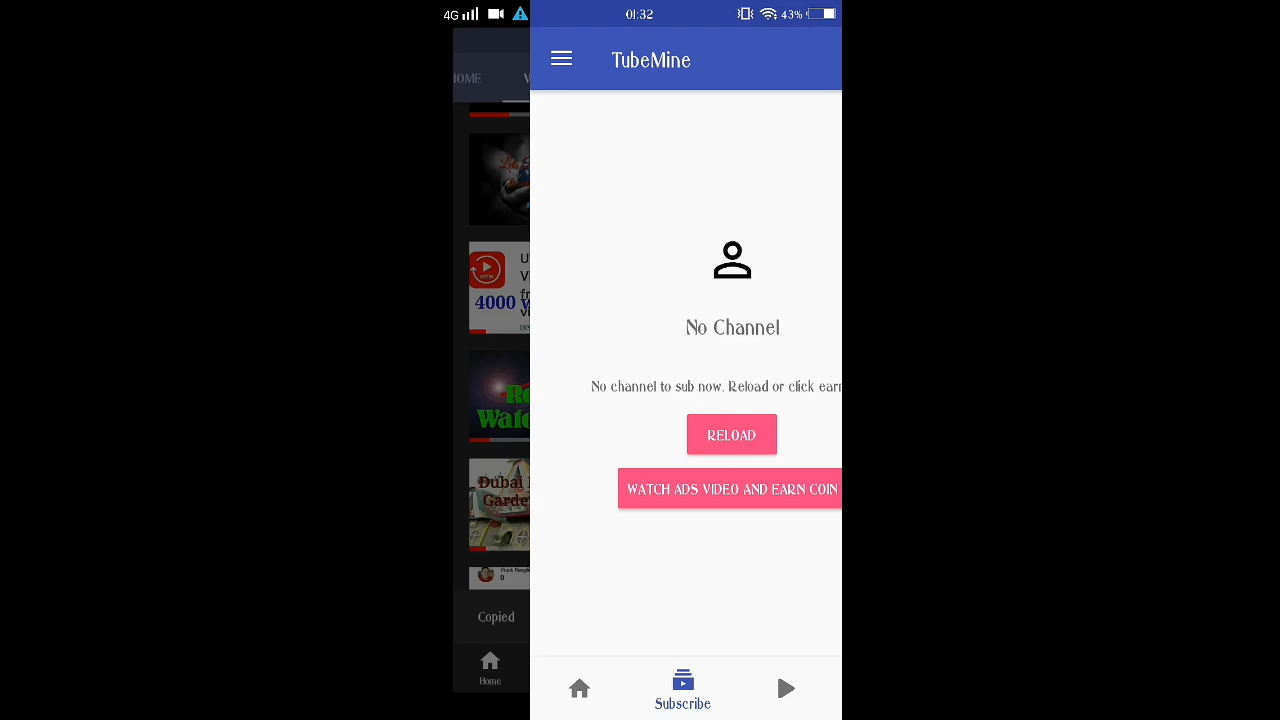 4G
01:32
43%
TubeMine
HOME
No Channel
4000
No channel to sub now. Reload or click earn
RELOAD
WATCH ADS VIDEO AND EARN COIN
Dubai
Garde
Copied
Home
Subscribe